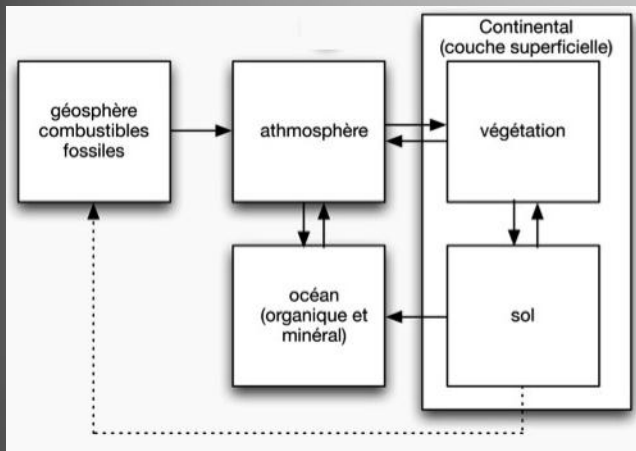 Continental
(couche superficielle)
géosphère
combustibles
fossiles
athmosphère
végétation
océan
(organique et
minéral)
sol